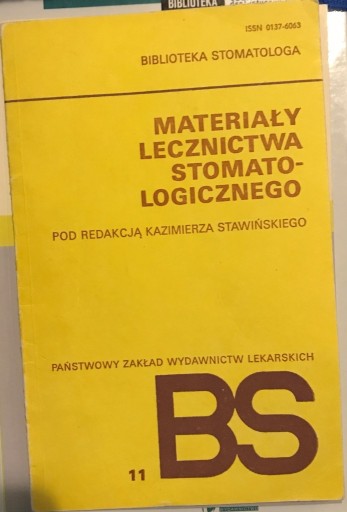 BIBLIOTEKA
ISSN 0137-6063
BIBLIOTEKA STOMATOLOGA
MATERIAŁY
LECZNICTWA
STOMATO-
LOGICZNEGO
POD REDAKCJĄ KAZIMIERZA STAWIŃSKIEGO
PAŃSTWOWY ZAKŁAD WYDAWNICTW LEKARSKICH
11
BS